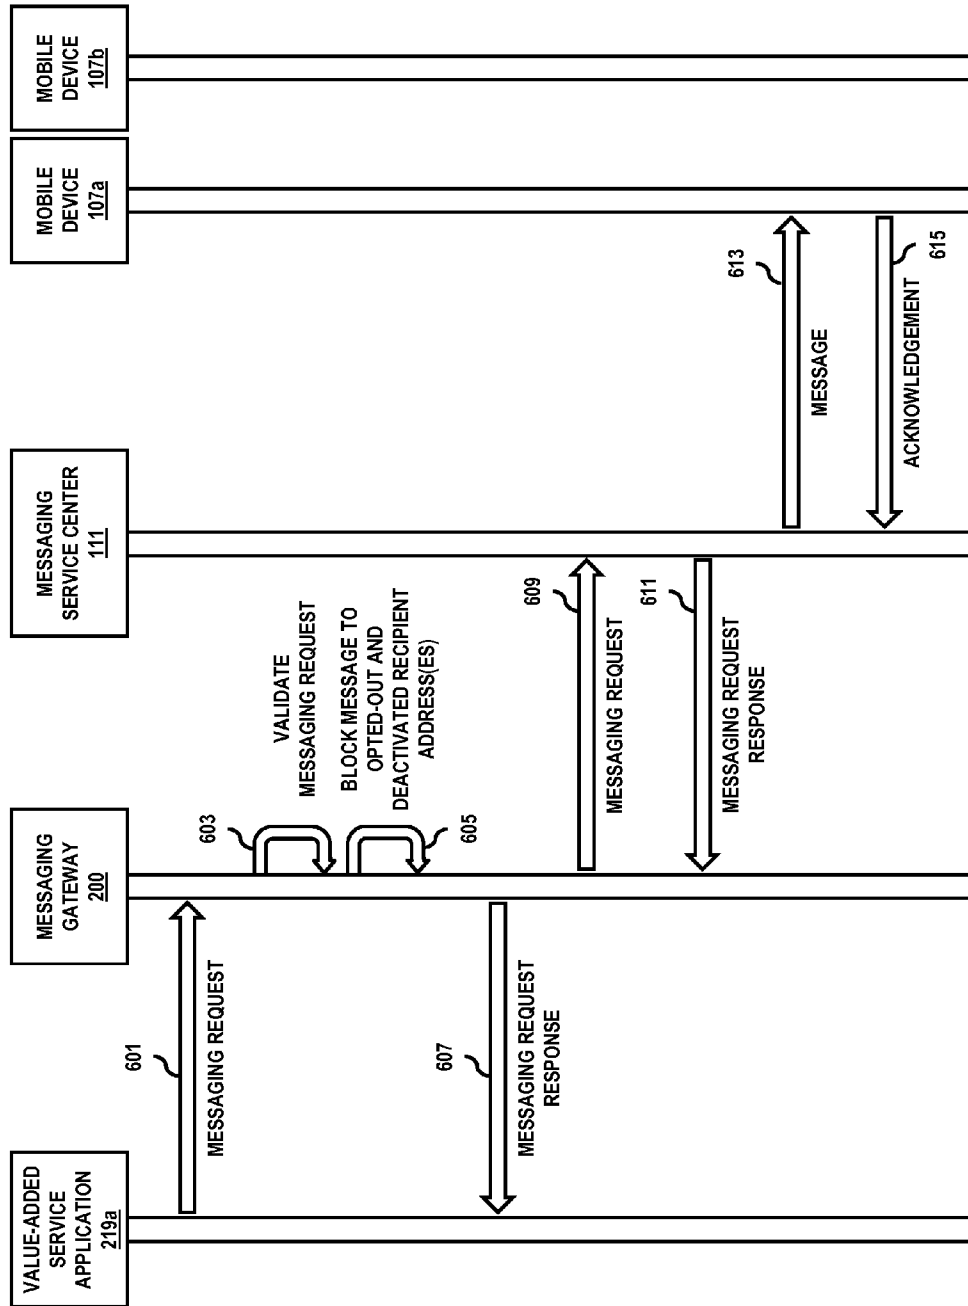 VALUE-ADDED
SERVICE
APPLICATION
219a
MESSAGING
GATEWAY
200
MESSAGING
SERVICE CENTER
111
MOBILE
DEVICE
107a
MOBILE
DEVICE
107b
601
MESSAGING REQUEST
603
VALIDATE
MESSAGING REQUEST
BLOCK MESSAGE TO
OPTED-OUT AND
DEACTIVATED RECIPIENT
ADDRESS(ES)
605
607
MESSAGING REQUEST
RESPONSE
609
MESSAGING REQUEST
611
MESSAGING REQUEST
RESPONSE
613
MESSAGE
615
ACKNOWLEDGEMENT